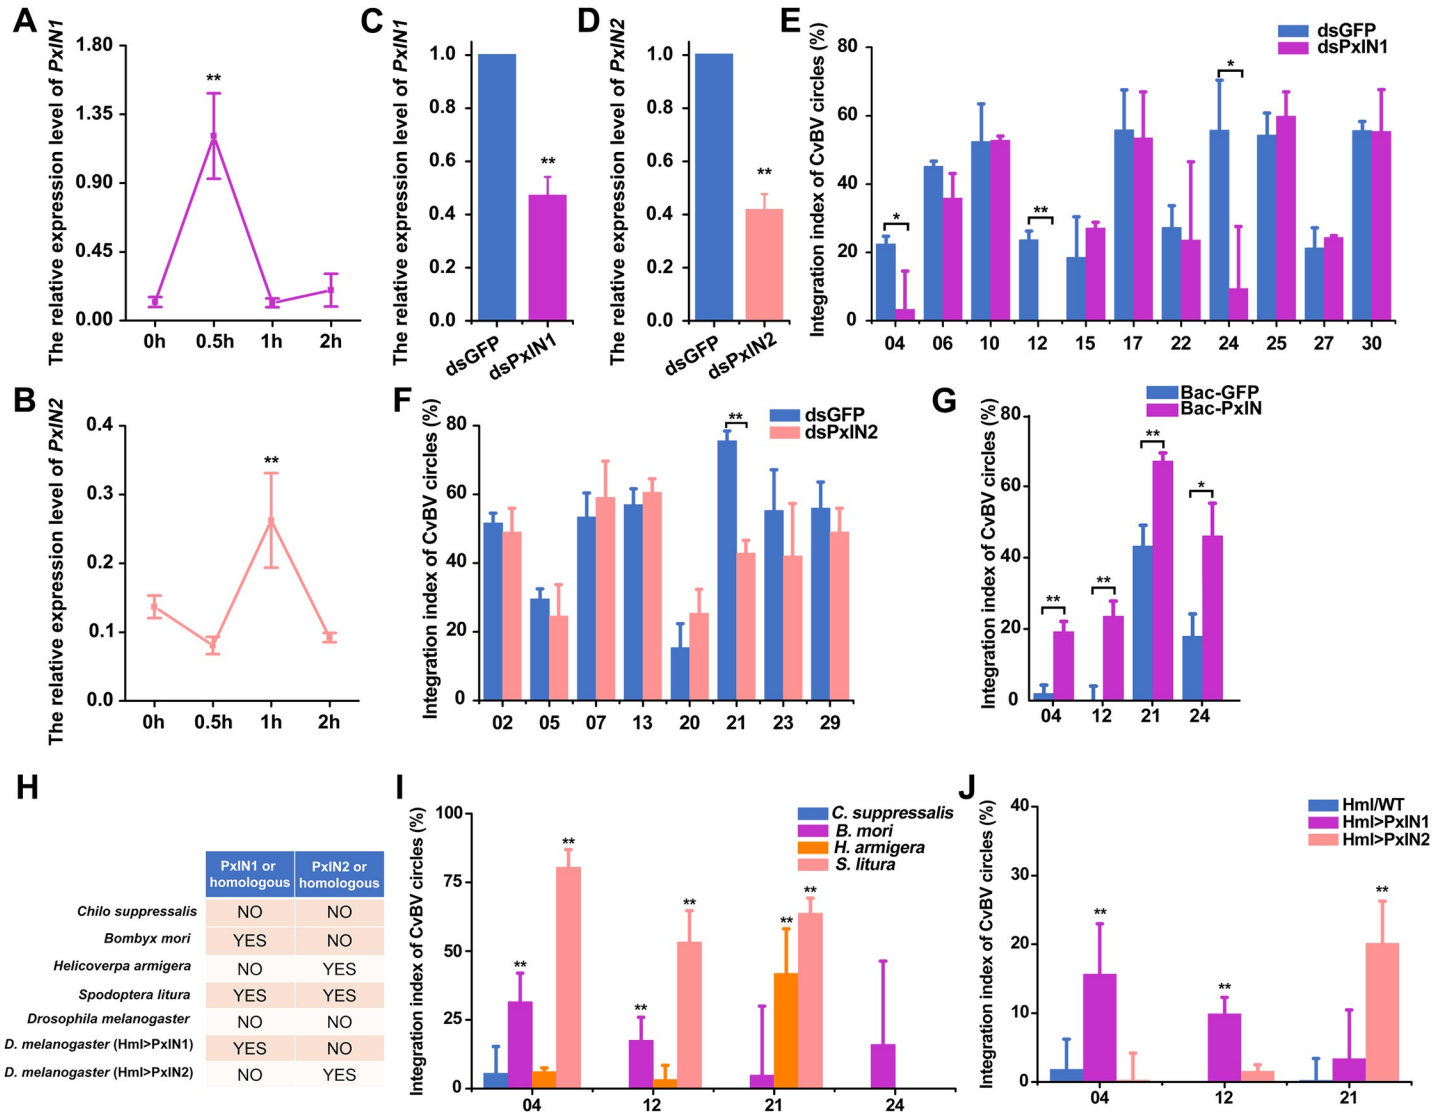 A
The relative expression level of PxIN1
1.80
1.35
0.90
0.45
0.00
**
0h 0.5h 1h 2h
C
The relative expression level of PxIN1
1.0
0.8
0.6
0.4
0.2
0.0
**
dsGFP dsPxIN1
D
The relative expression level of PxIN2
1.0
0.8
0.6
0.4
0.2
0.0
**
dsGFP dsPxIN2
E
Integration index of CvBV circles (%)
80
60
40
20
0
dsGFP
dsPxIN1
* ** *
04 06 10 12 15 17 22 24 25 27 30
B
The relative expression level of PxIN2
0.4
0.3
0.2
0.1
0.0
**
0h 0.5h 1h 2h
F
Integration index of CvBV circles (%)
80
60
40
20
0
dsGFP
dsPxIN2
**
02 05 07 13 20 21 23 29
G
Integration index of CvBV circles (%)
80
60
40
20
0
Bac-GFP
Bac-PxIN
** ** ** *
04 12 21 24
H
PxIN1 or homologous PxIN2 or homologous
Chilo suppressalis NO NO
Bombyx mori YES NO
Helicoverpa armigera NO YES
Spodoptera litura YES YES
Drosophila melanogaster NO NO
D. melanogaster (Hml>PxIN1) YES NO
D. melanogaster (Hml>PxIN2) NO YES
I
Integration index of CvBV circles (%)
100
75
50
25
0
C. suppressalis
B. mori
H. armigera
S. litura
** ** ** ** ** **
04 12 21 24
J
Integration index of CvBV circles (%)
40
30
20
10
0
Hml/WT
Hml>PxIN1
Hml>PxIN2
** ** **
04 12 21